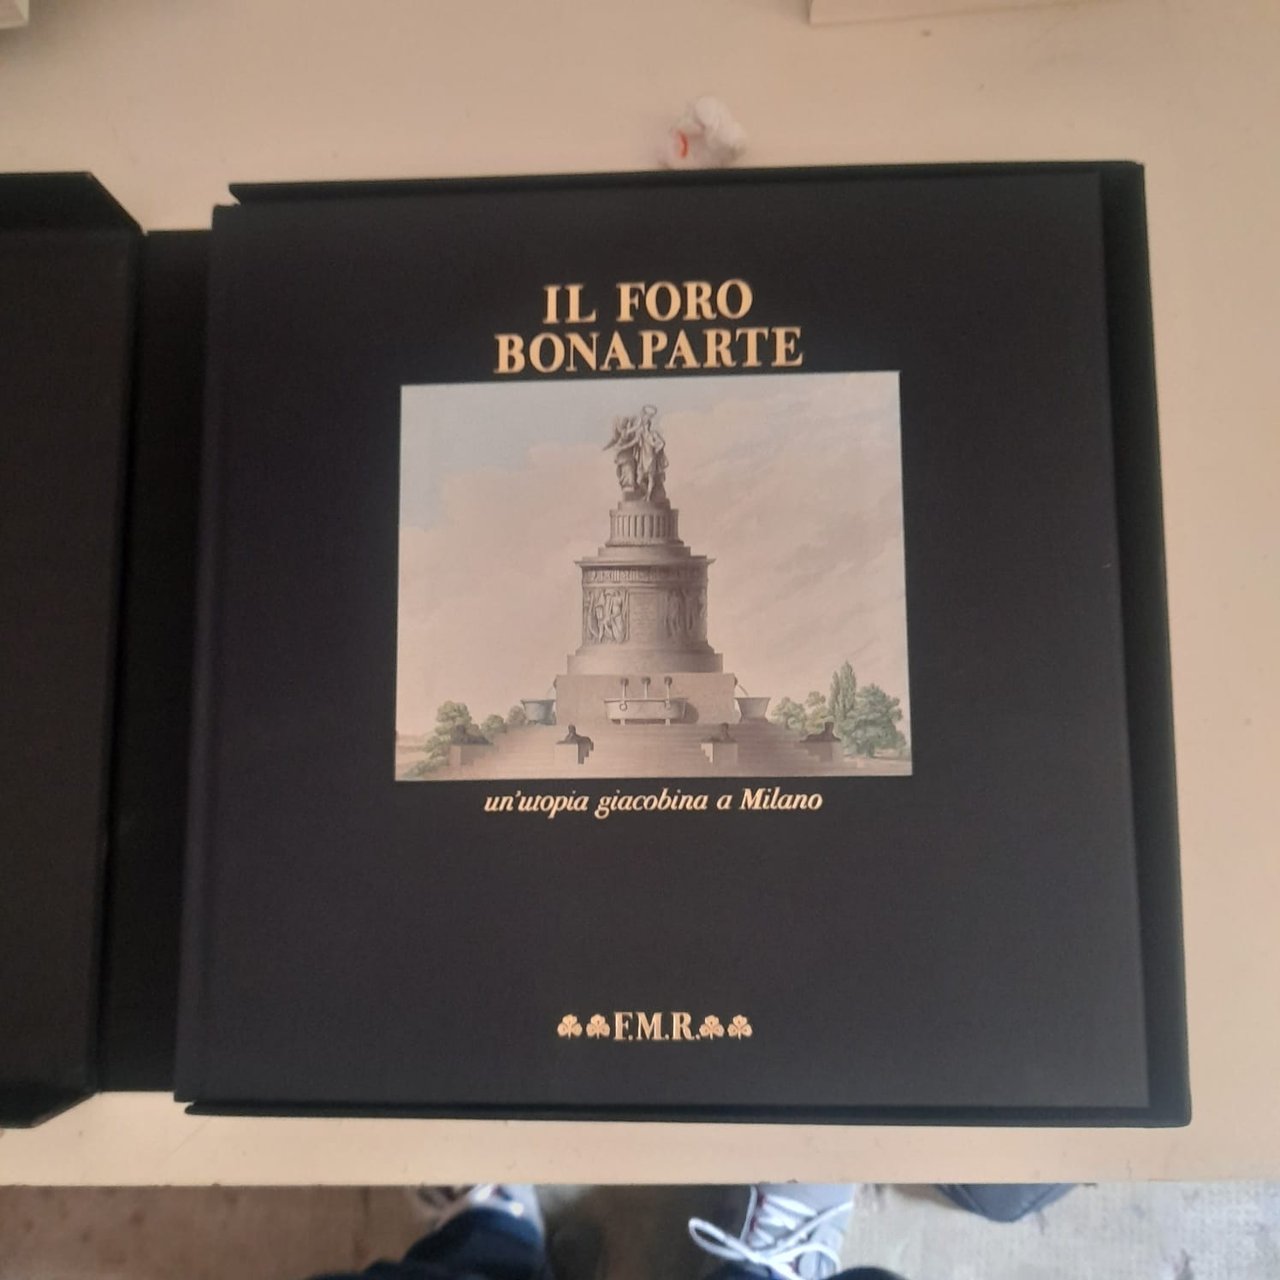 IL FORO
BONAPARTE
un'utopia giacobina a Milano
F.M.R.